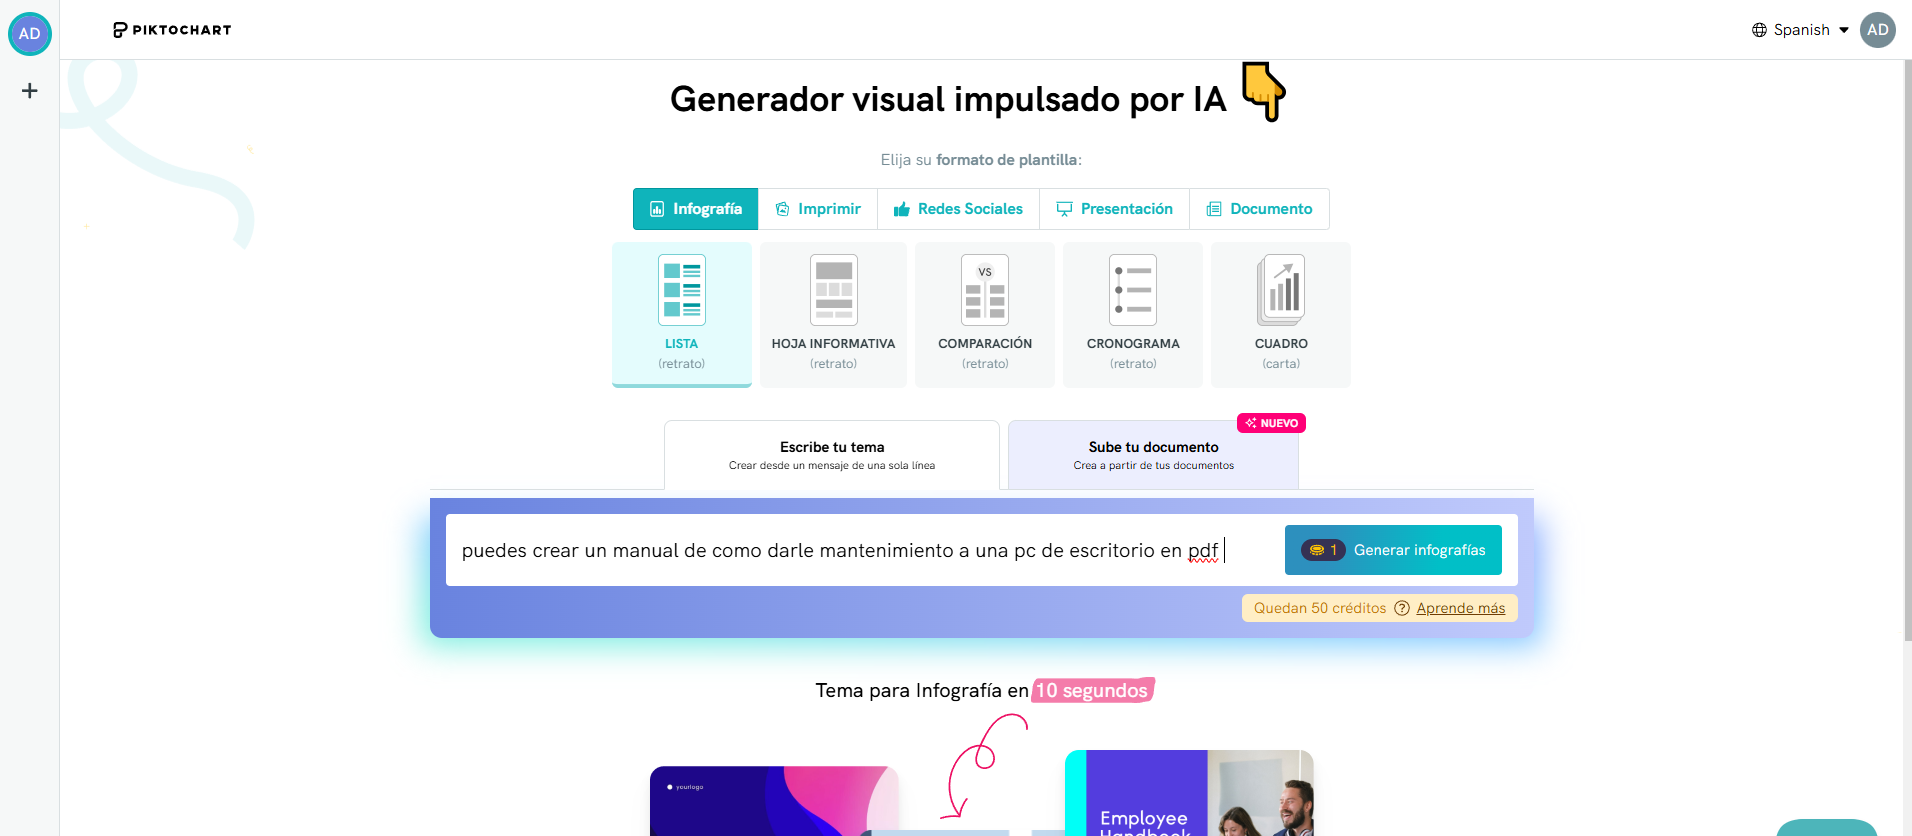 AD
PIKTOCHART
Spanish
AD
Generador visual impulsado por IA
Elija su formato de plantilla:
Infografía
Imprimir
Redes Sociales
Presentación
Documento
LISTA
(retrato)
HOJA INFORMATIVA
(retrato)
VS
COMPARACIÓN
(retrato)
CRONOGRAMA
(retrato)
CUADRO
(carta)
Escribe tu tema
Crear desde un mensaje de una sola línea
NUEVO
Sube tu documento
Crea a partir de tus documentos
puedes crear un manual de como darle mantenimiento a una pc de escritorio en pdf
1 Generar infografías
Quedan 50 créditos ? Aprende más
Tema para Infografía en 10 segundos
yourlogo
Employee
Handbook